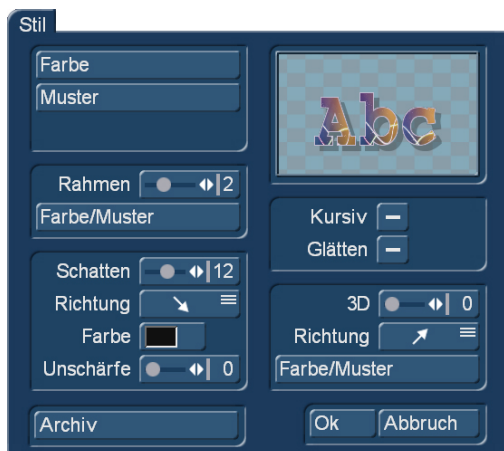 Stil
Farbe
Muster
Abc
Rahmen 2
Farbe/Muster
Kursiv
Glätten
Schatten 12
Richtung
Farbe
Unschärfe 0
3D 0
Richtung
Farbe/Muster
Archiv
Ok Abbruch